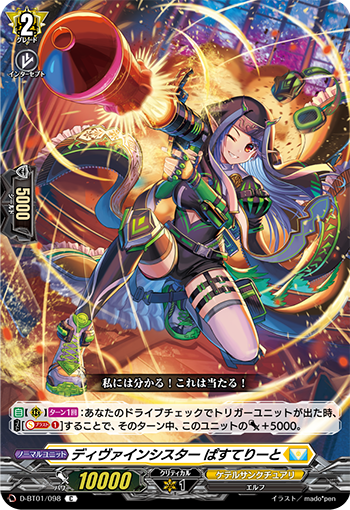 2
グレード
インターセプト
5000
シールド
私には分かる！これは当たる！
【自】【R】【ターン1回】:あなたのドライブチェックでトリガーユニットが出た時、
【コスト】【カウンターブラスト1】することで、そのターン中、このユニットのパワー+5000。
ノーマルユニット
ディヴァインシスター ぱすてりーと
パワー 10000
クリティカル
1
ケテルサンクチュアリ
エルフ
D-BT01/098 C
イラスト／mado*pen